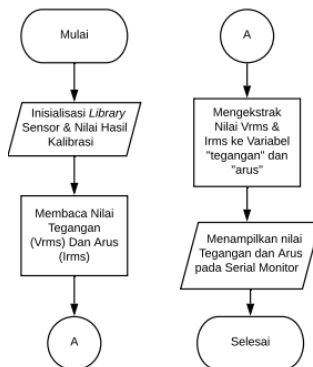 Mulai
Inisialisasi Library
Sensor & Nilai Hasil
Kalibrasi
Membaca Nilai
Tegangan
(Vrms) Dan Arus
(Irms)
A
A
Mengekstrak
Nilai Vrms &
Irms ke Variabel
"tegangan" dan
"arus"
Menampilkan nilai
Tegangan dan Arus
pada Serial Monitor
Selesai